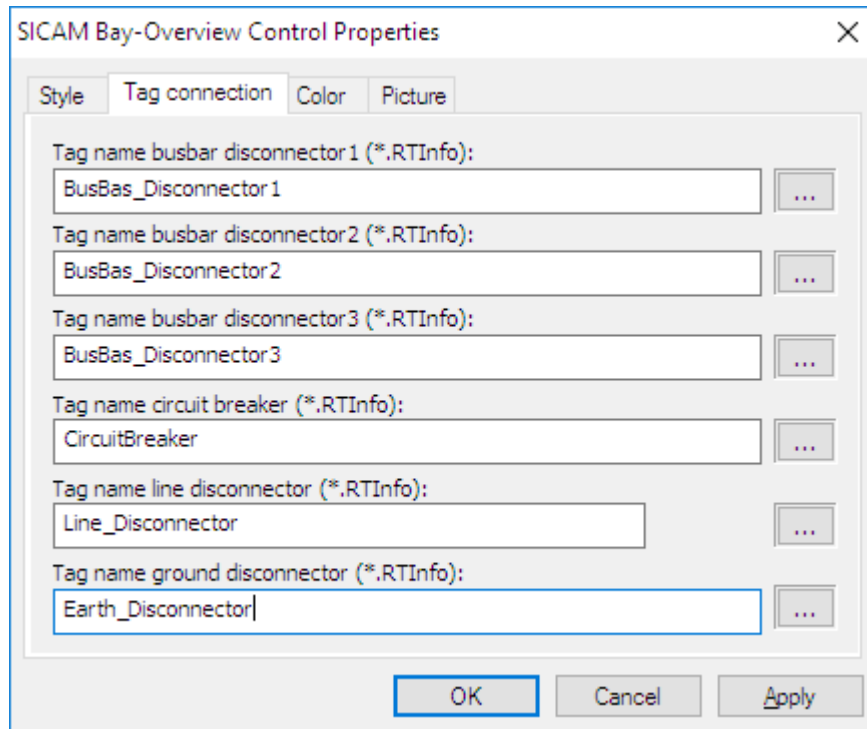 SICAM Bay-Overview Control Properties
Style Tag connection Color Picture
Tag name busbar disconnector1 (*.RTInfo):
BusBas_Disconnector1 ...
Tag name busbar disconnector2 (*.RTInfo):
BusBas_Disconnector2 ...
Tag name busbar disconnector3 (*.RTInfo):
BusBas_Disconnector3 ...
Tag name circuit breaker (*.RTInfo):
CircuitBreaker ...
Tag name line disconnector (*.RTInfo):
Line_Disconnector ...
Tag name ground disconnector (*.RTInfo):
Earth_Disconnector ...
OK Cancel Apply